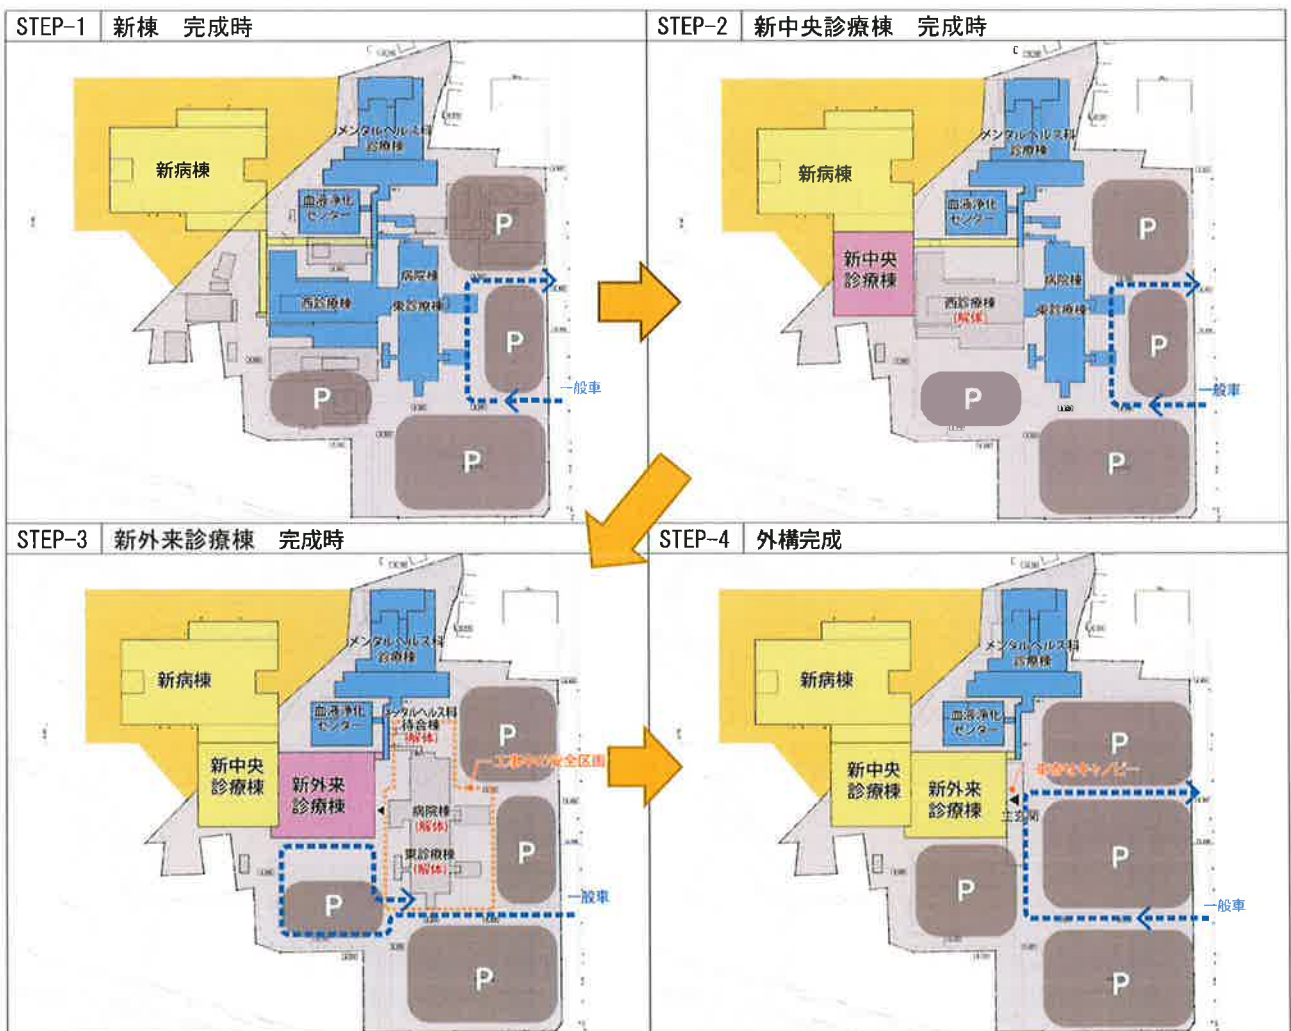 STEP-1 新棟 完成時
メンタルヘルス科
診療棟
新病棟
血液浄化
センター
P
病院棟
西診療棟
東診療棟
P
一般車
P
P
STEP-2 新中央診療棟 完成時
メンタルヘルス科
診療棟
新病棟
血液浄化
センター
P
新中央
診療棟
病院棟
西診療棟
(解体)
東診療棟
P
一般車
P
P
STEP-3 新外来診療棟 完成時
メンタルヘルス科
診療棟
新病棟
血液浄化
センター
メンタルヘルス科
待合棟
(解体)
P
工事中の安全区画
新中央
診療棟
新外来
診療棟
病院棟
(解体)
東診療棟
(解体)
P
一般車
P
P
STEP-4 外構完成
メンタルヘルス科
診療棟
新病棟
血液浄化
センター
P
新中央
診療棟
新外来
診療棟
主玄関
P
P
一般車
P